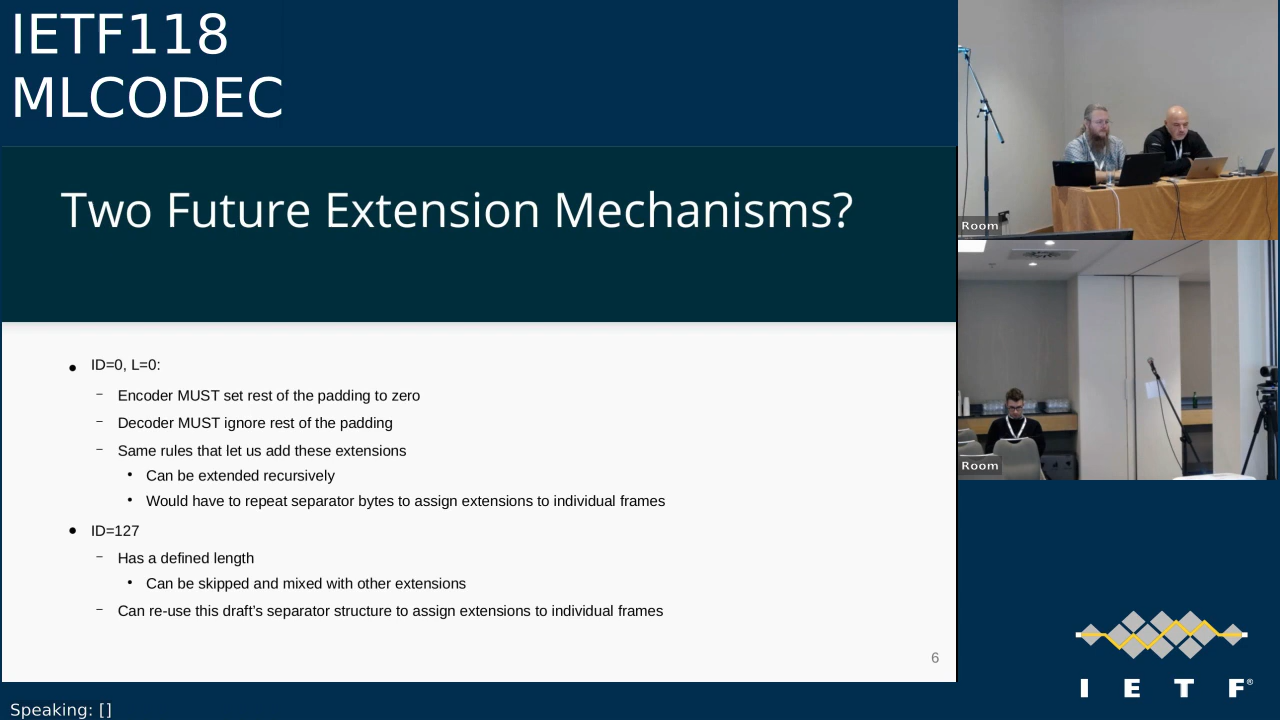 IETF118
MLCODEC
Two Future Extension Mechanisms?
● ID=0, L=0:
– Encoder MUST set rest of the padding to zero
– Decoder MUST ignore rest of the padding
– Same rules that let us add these extensions
• Can be extended recursively
• Would have to repeat separator bytes to assign extensions to individual frames
● ID=127
– Has a defined length
• Can be skipped and mixed with other extensions
– Can re-use this draft’s separator structure to assign extensions to individual frames
6
Room
Room
I E T F®
Speaking: []